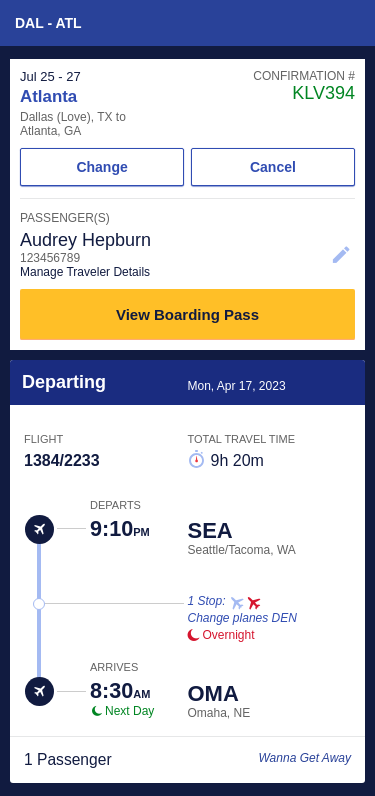 DAL - ATL
Jul 25 - 27
CONFIRMATION #
Atlanta
KLV394
Dallas (Love), TX to
Atlanta, GA
Change
Cancel
PASSENGER(S)
Audrey Hepburn
123456789
Manage Traveler Details
View Boarding Pass
Departing
Mon, Apr 17, 2023
FLIGHT
TOTAL TRAVEL TIME
1384/2233
9h 20m
DEPARTS
9:10PM
SEA
Seattle/Tacoma, WA
1 Stop:
Change planes DEN
Overnight
ARRIVES
8:30AM
OMA
Next Day
Omaha, NE
1 Passenger
Wanna Get Away